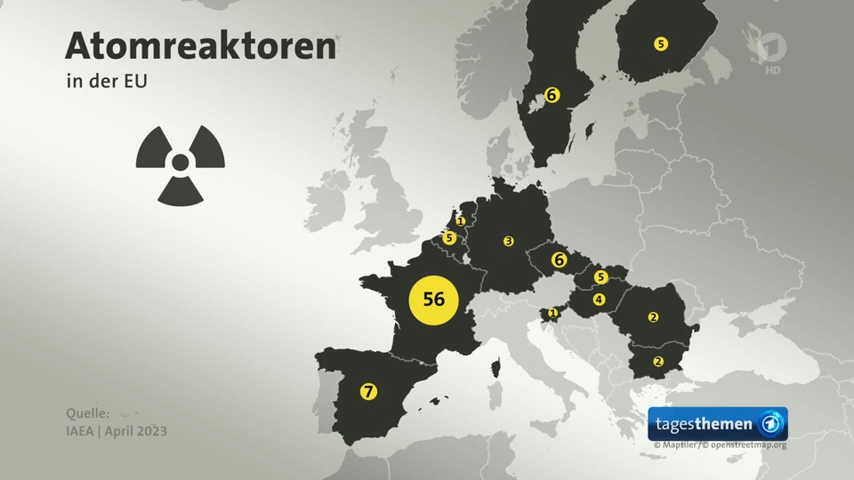 Atomreaktoren
in der EU
HD
5
6
1
5
3
6
5
56
4
1
2
2
7
Quelle:
IAEA | April 2023
tagesthemen
© Maptiler/© openstreetmap.org